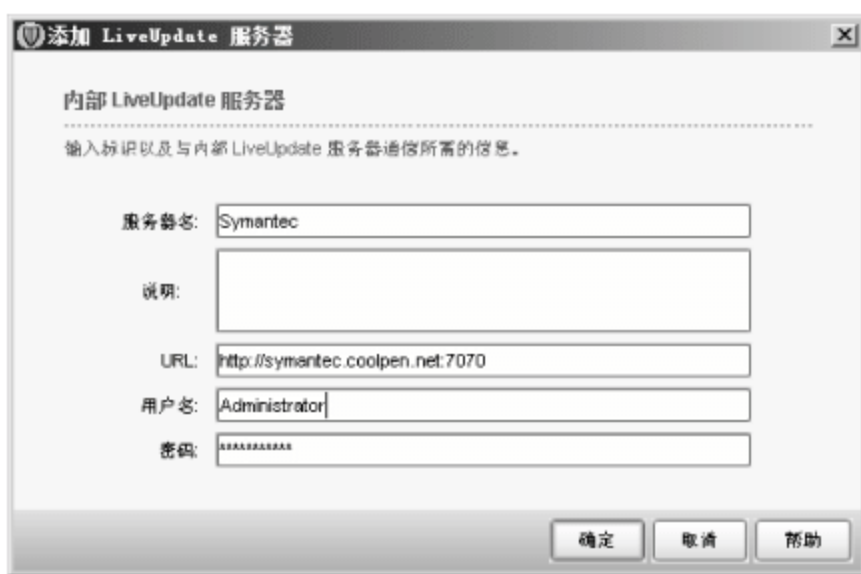 添加 LiveUpdate 服务器
内部 LiveUpdate 服务器
输入标识以及与内部 LiveUpdate 服务器通信所需的信息。
服务器名: Symantec
说明:
URL: http://symantec.coolpen.net:7070
用户名: Administrator
密码: ***********
确定 取消 帮助